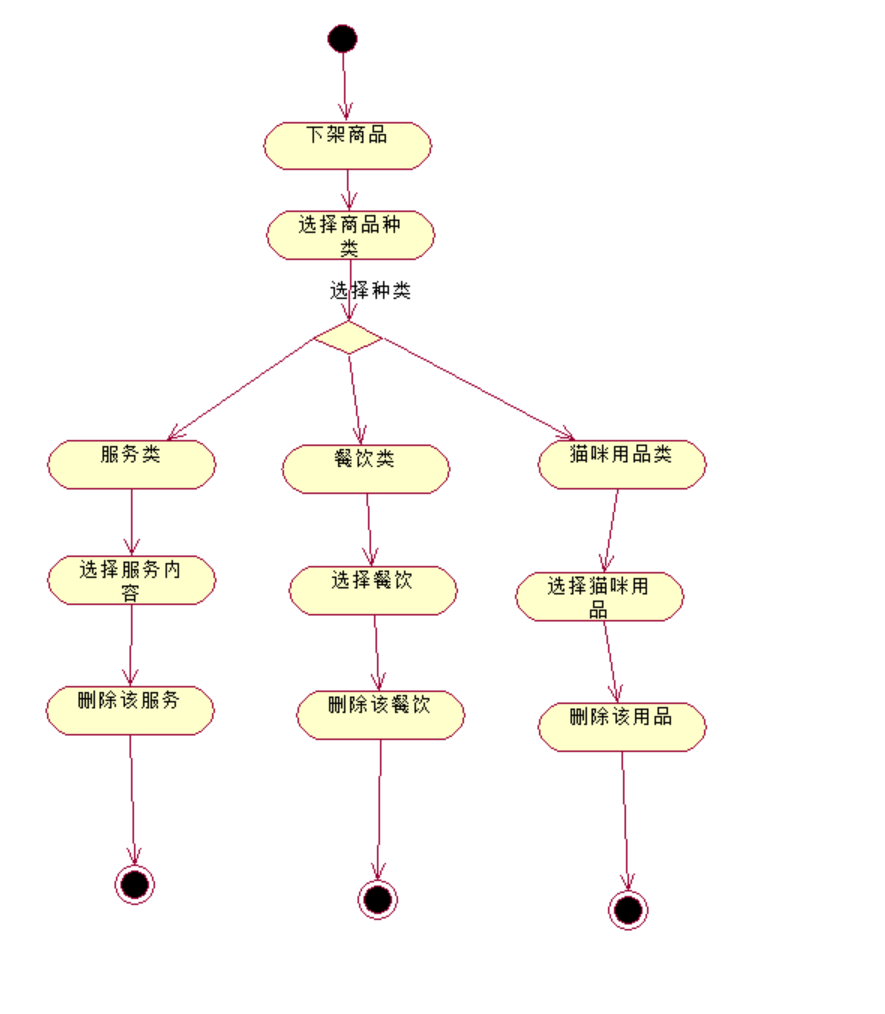 下架商品
选择商品种
类
选择种类
服务类
餐饮类
猫咪用品类
选择服务内
容
选择餐饮
选择猫咪用
品
删除该服务
删除该餐饮
删除该用品